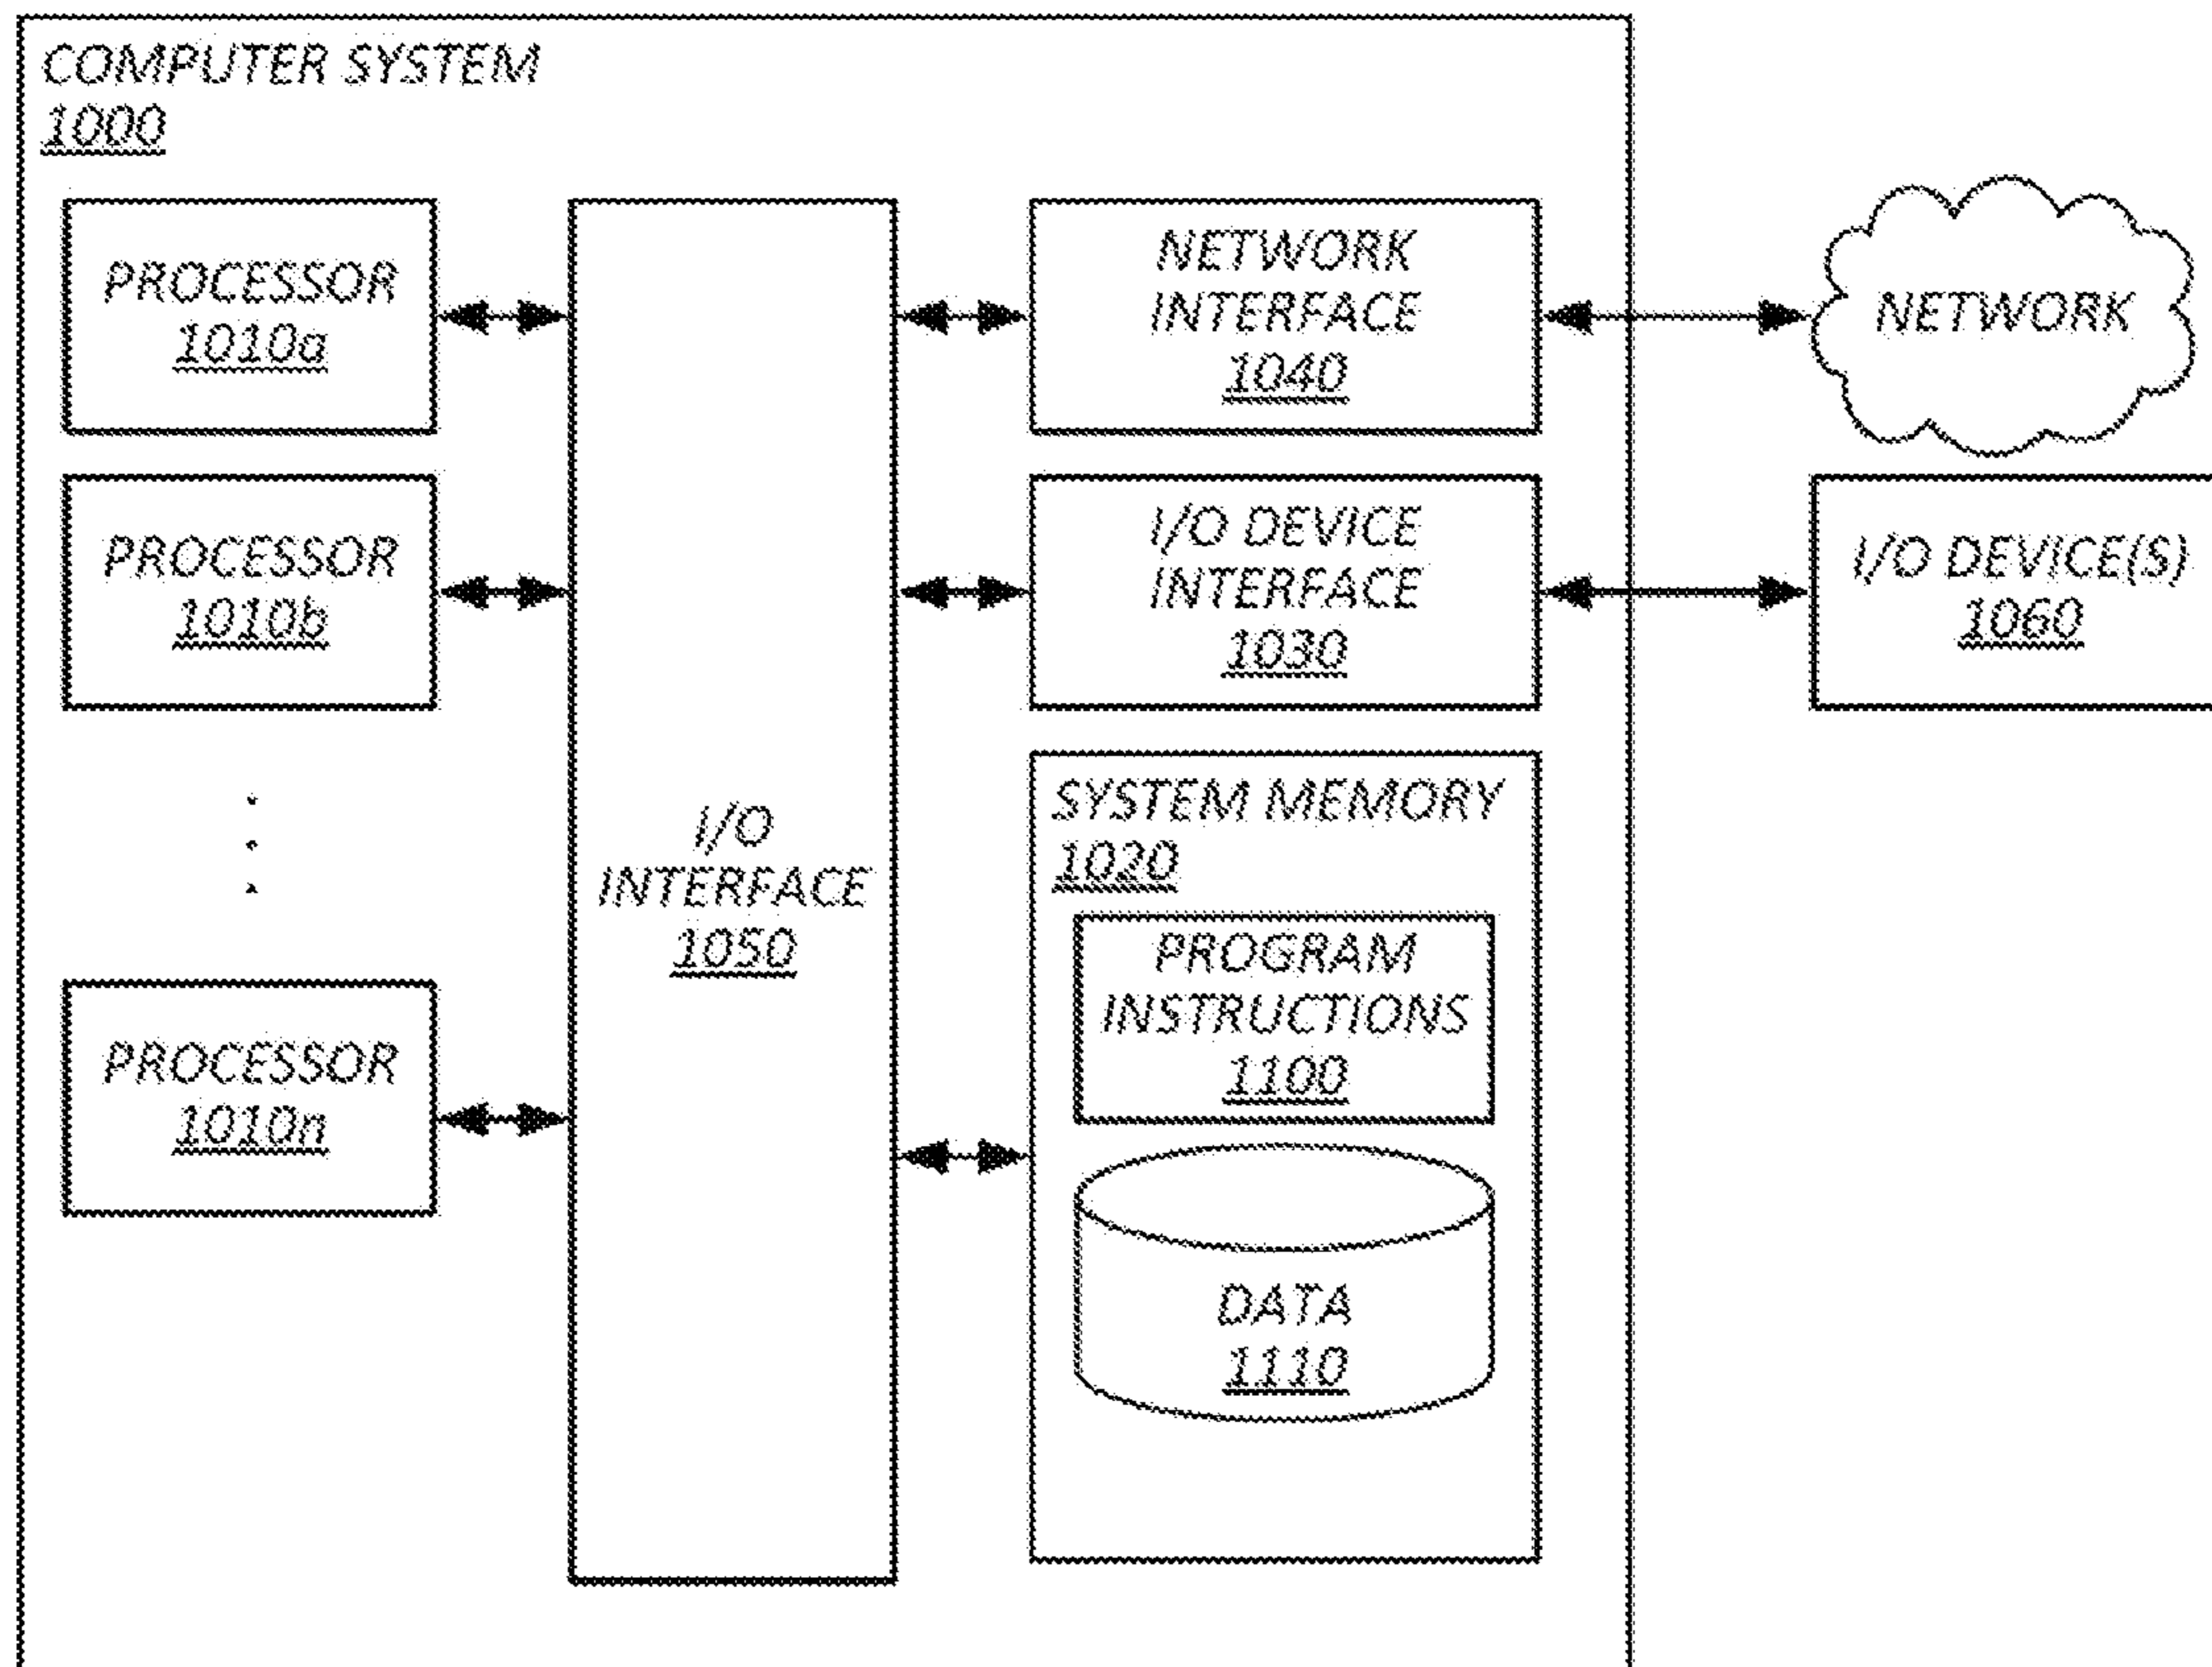 COMPUTER SYSTEM
1000
PROCESSOR
1010a
PROCESSOR
1010b
PROCESSOR
1010n
I/O
INTERFACE
1050
NETWORK
INTERFACE
1040
I/O DEVICE
INTERFACE
1030
SYSTEM MEMORY
1020
PROGRAM
INSTRUCTIONS
1100
DATA
1110
NETWORK
I/O DEVICE(S)
1060